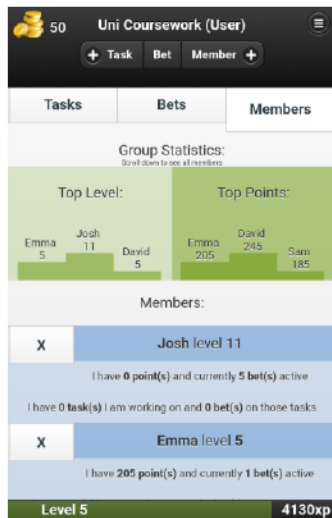 50 Uni Coursework (User)
+ Task Bet Member +
Tasks Bets Members
Group Statistics:
Scroll down to see all members
Top Level: Top Points:
Josh David
Emma 11 David Emma 245 Sam
5 5 205 185
Members:
X Josh level 11
I have 0 point(s) and currently 5 bet(s) active
I have 0 task(s) I am working on and 0 bet(s) on those tasks
X Emma level 5
I have 205 point(s) and currently 1 bet(s) active
Level 5 4130xp